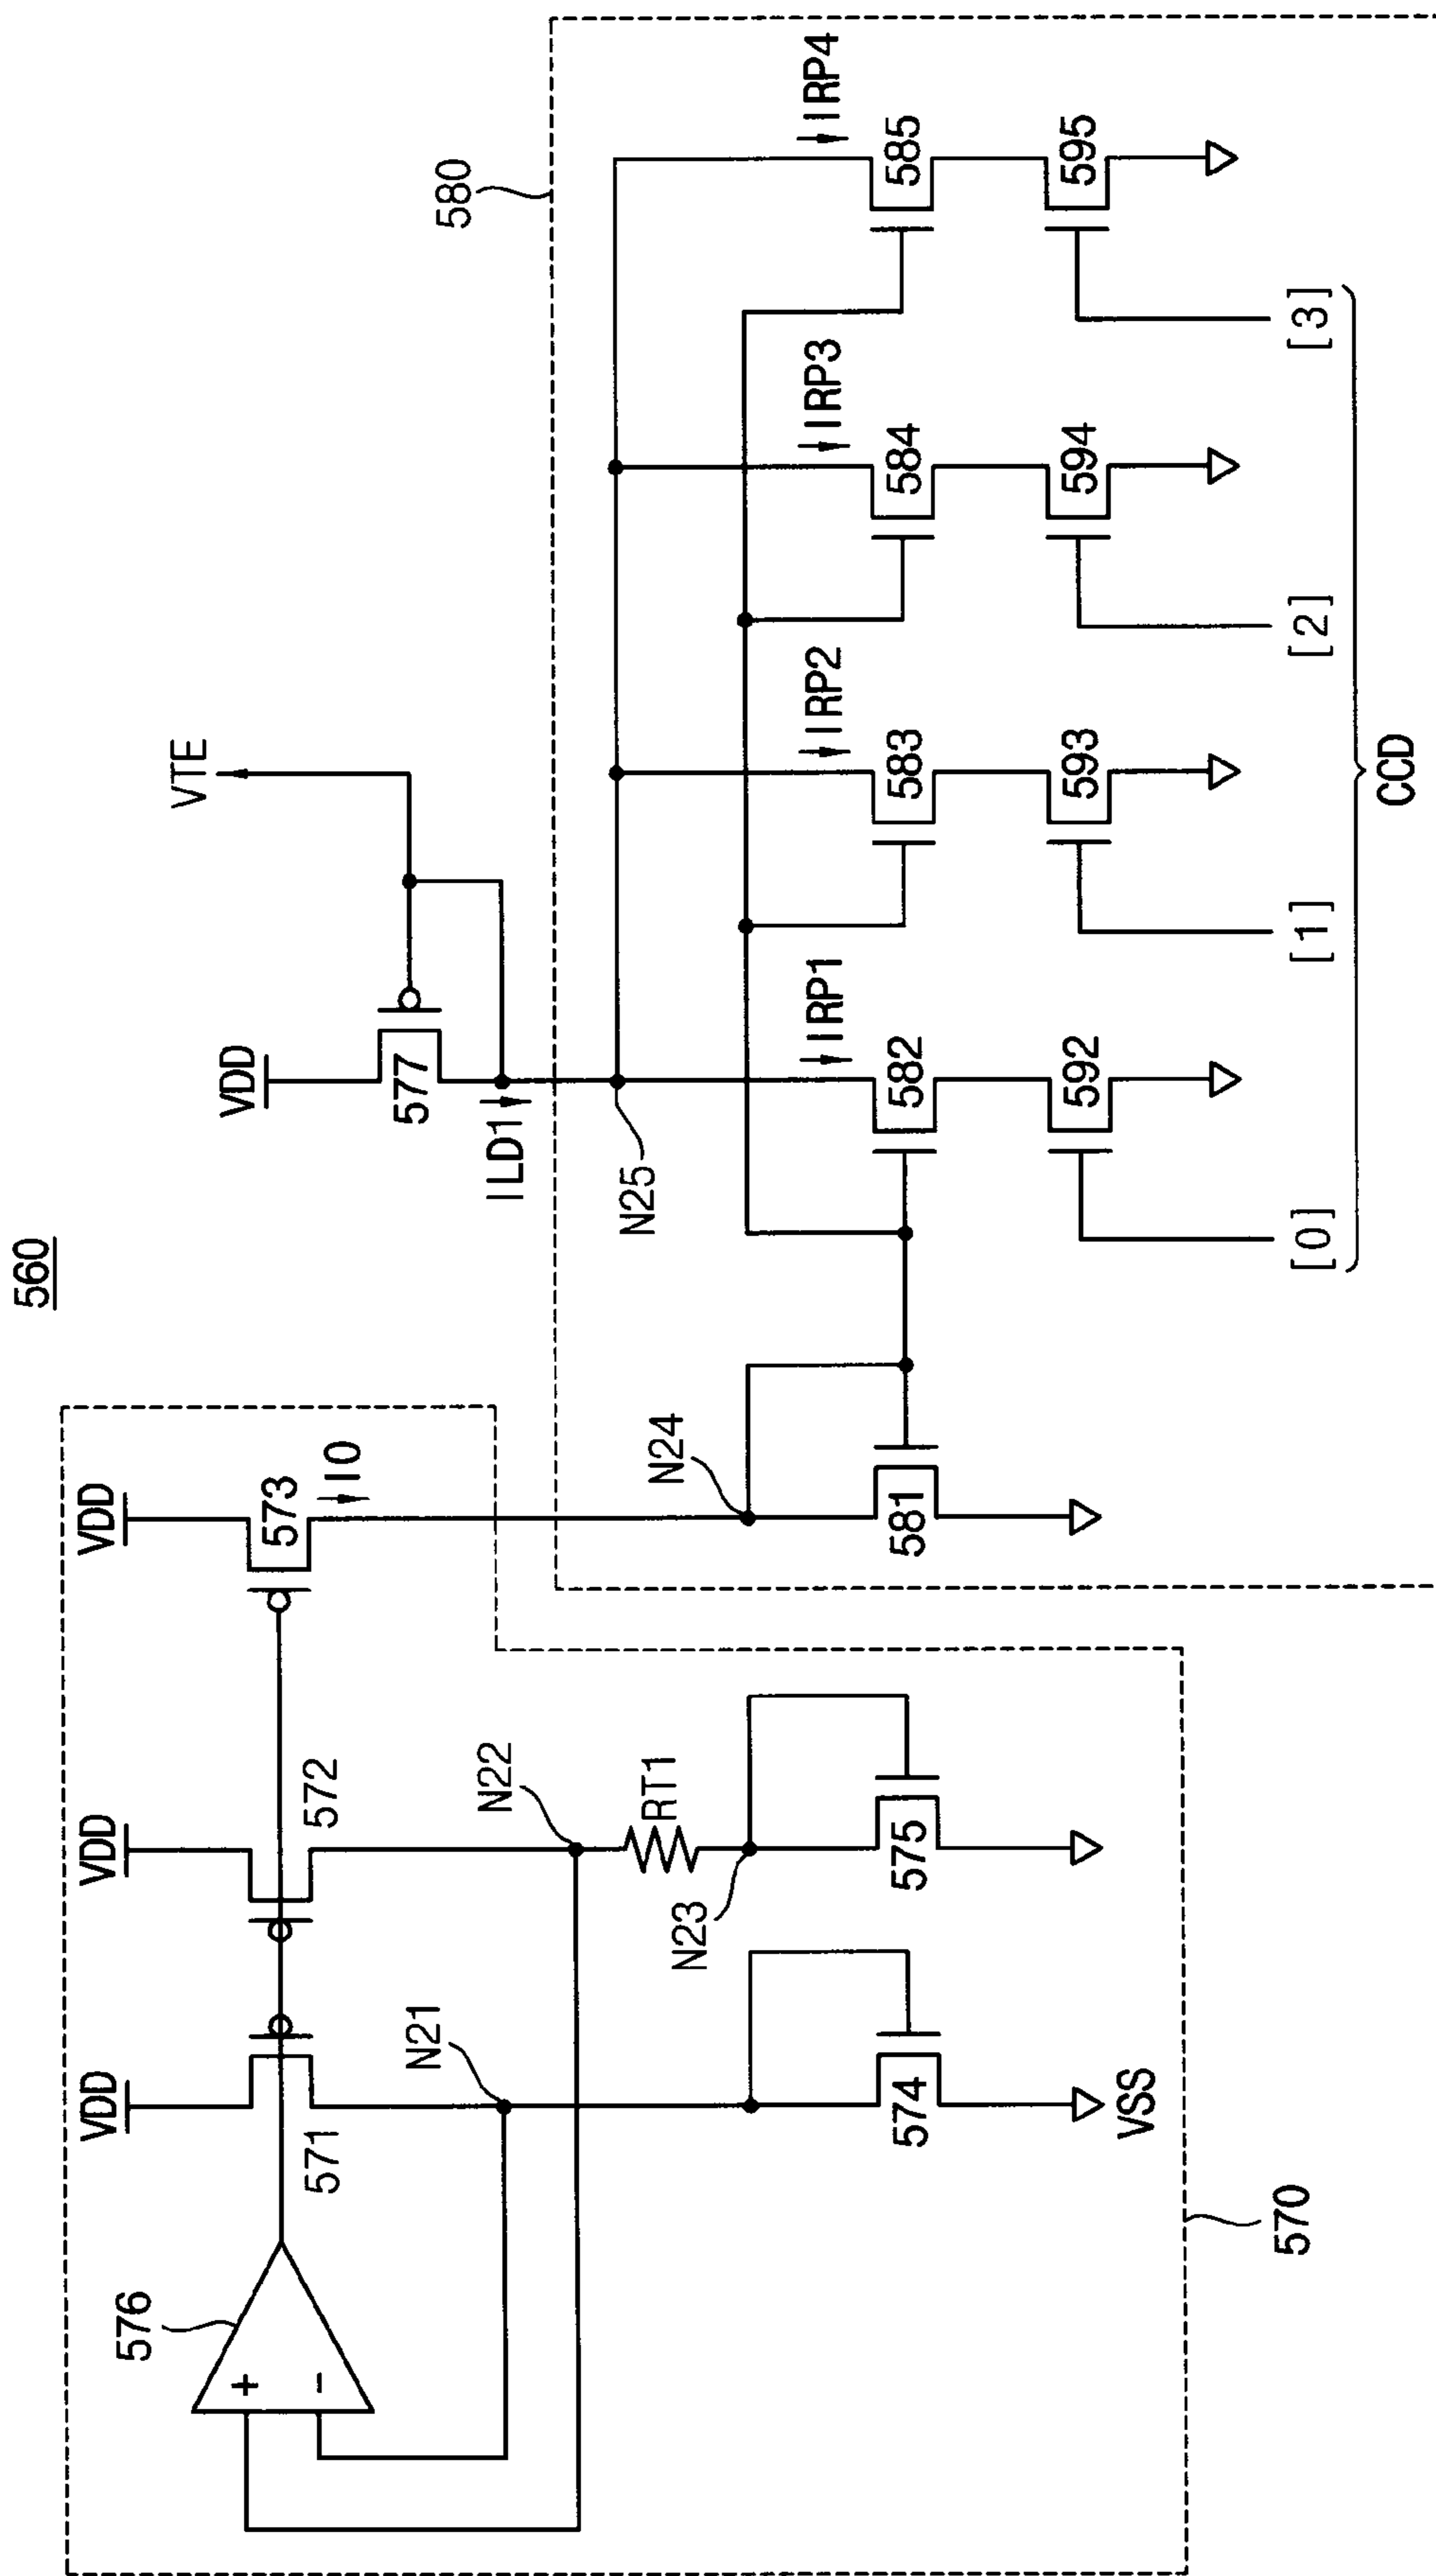 560
VDD
VDD
VDD
VDD
VTE
576
+
-
571
572
573
IO
577
ILD1
580
N21
N22
N24
N25
RT1
N23
IRP1
IRP2
IRP3
IRP4
574
575
581
582
583
584
585
592
593
594
595
VSS
570
[0]
[1]
[2]
[3]
CCD